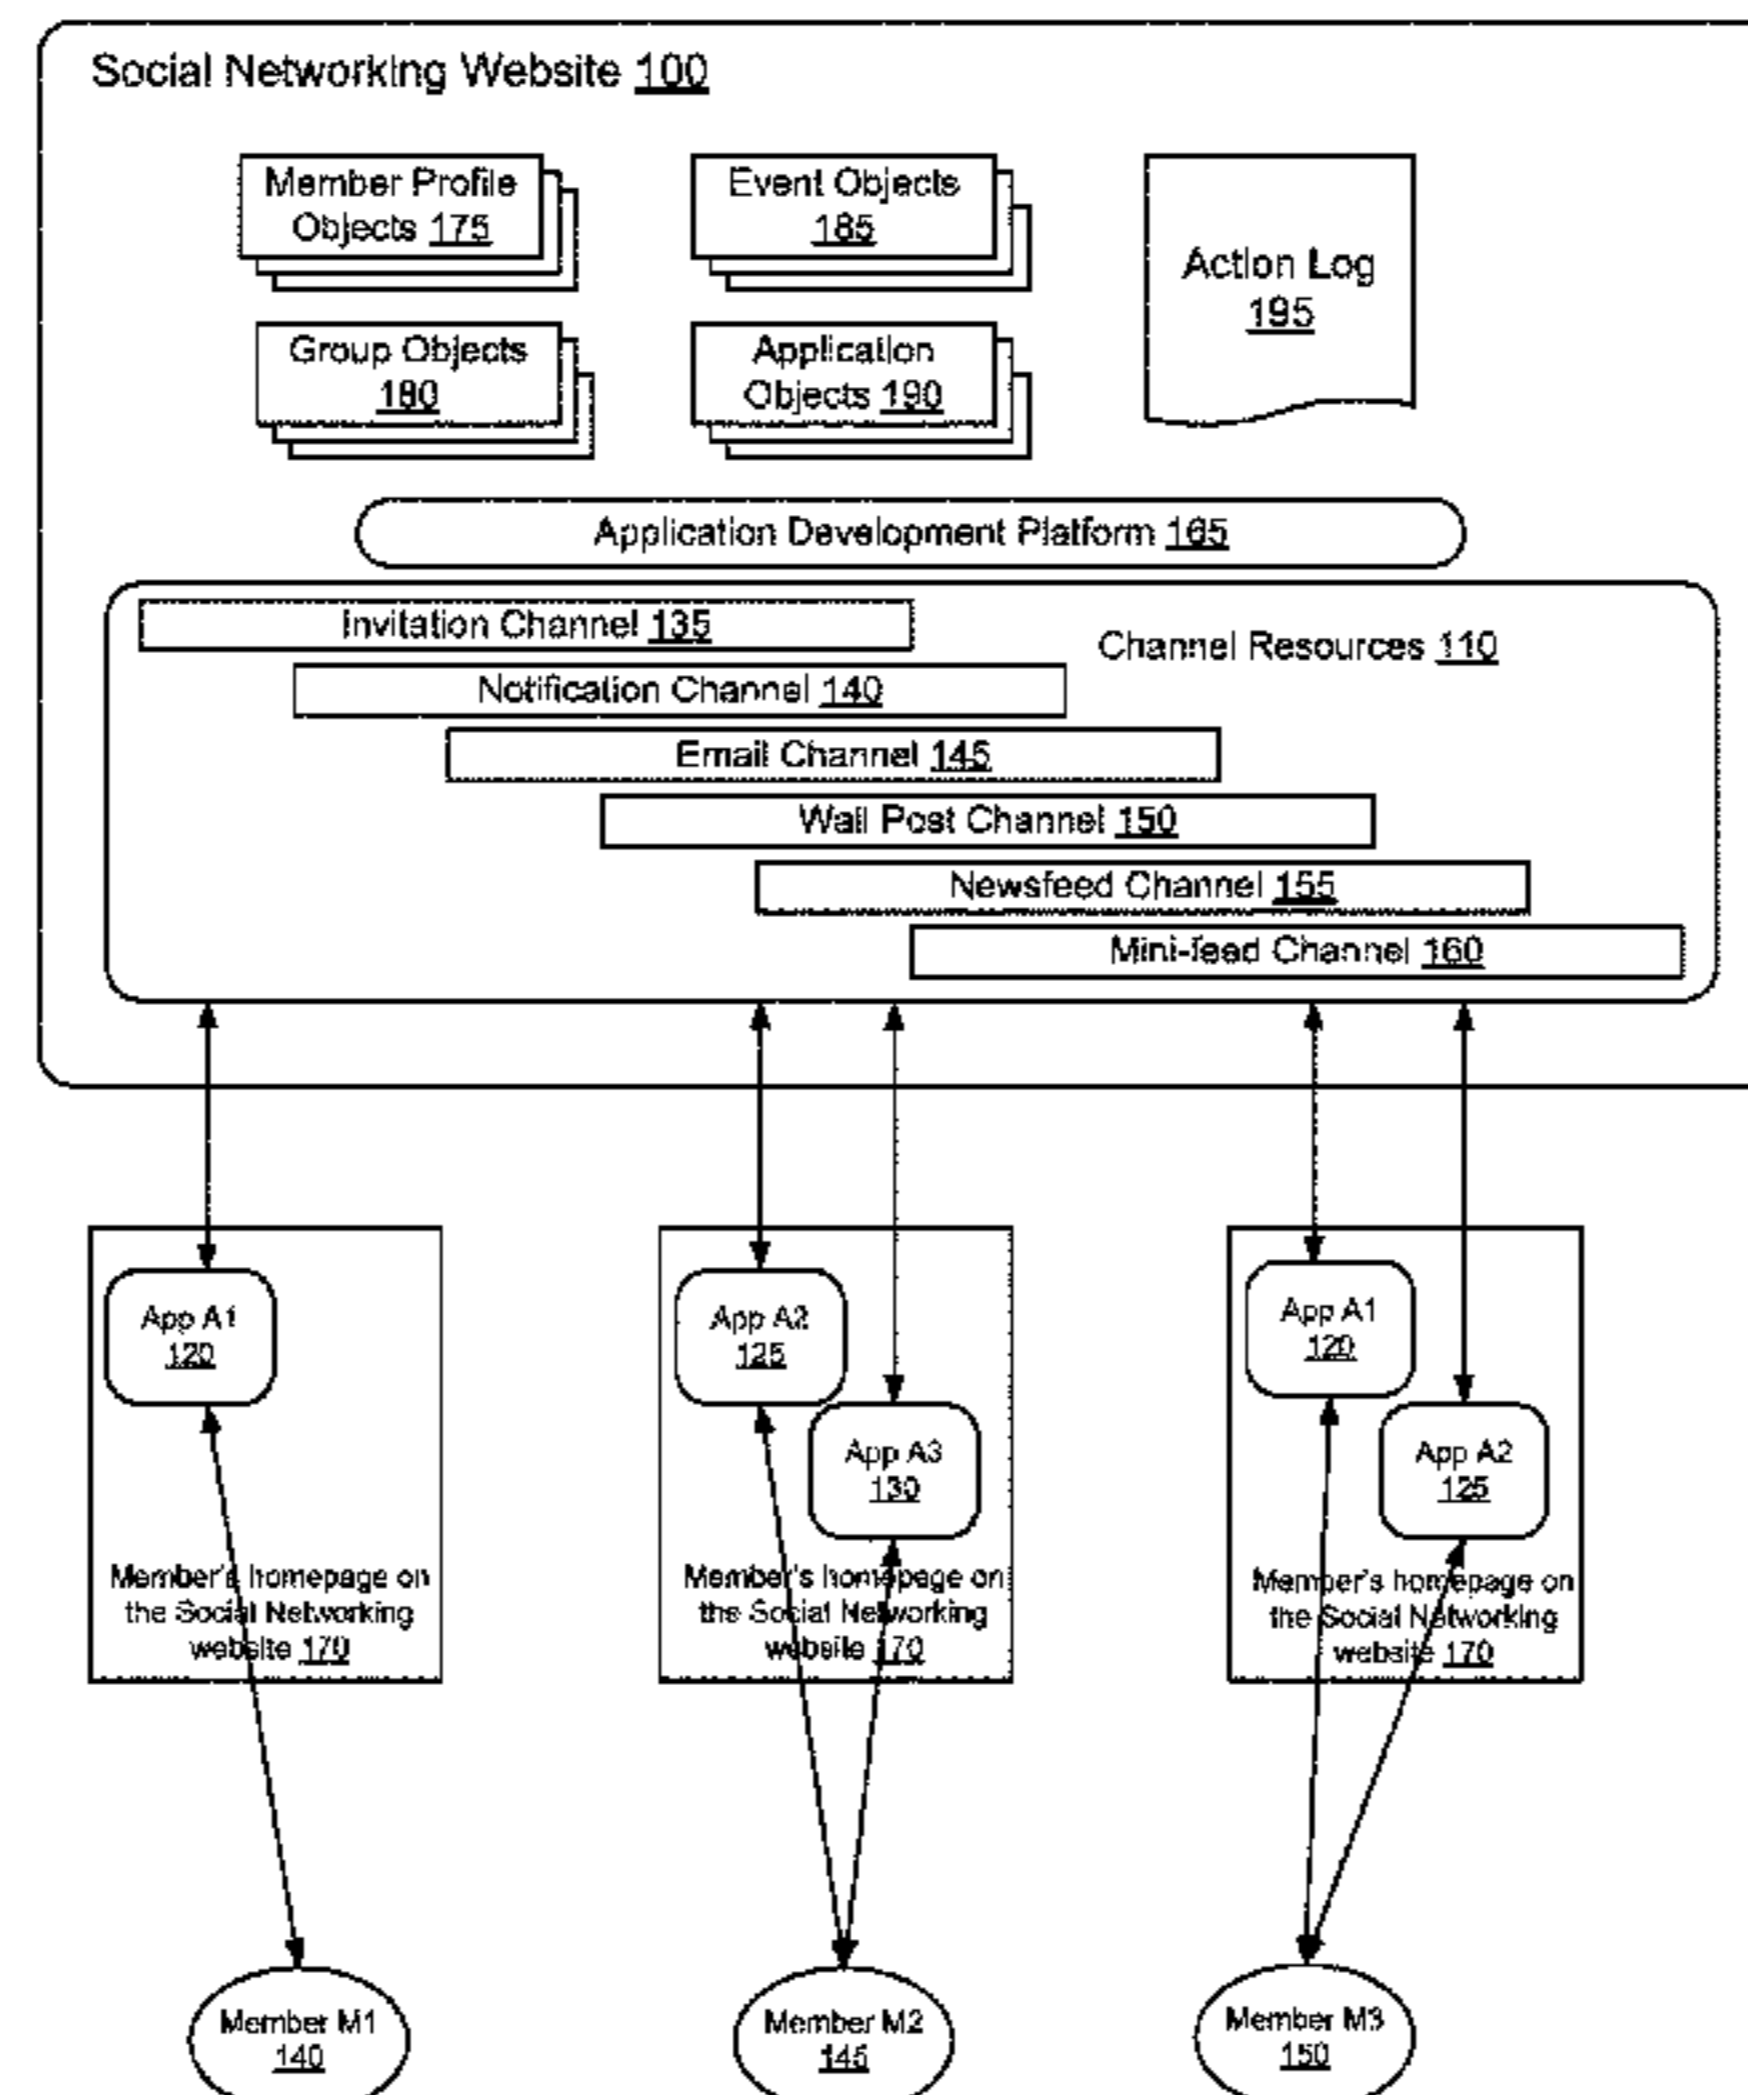 Social Networking Website 100
Member Profile
Objects 175
Event Objects
185
Action Log
195
Group Objects
180
Application
Objects 190
Application Development Platform 165
Invitation Channel 135
Channel Resources 110
Notification Channel 140
Email Channel 145
Wall Post Channel 150
Newsfeed Channel 155
Mini-feed Channel 160
App A1
120
App A2
125
App A3
130
App A1
120
App A2
125
Member's homepage on
the Social Networking
website 170
Member's homepage on
the Social Networking
website 170
Member's homepage on
the Social Networking
website 170
Member M1
140
Member M2
145
Member M3
150